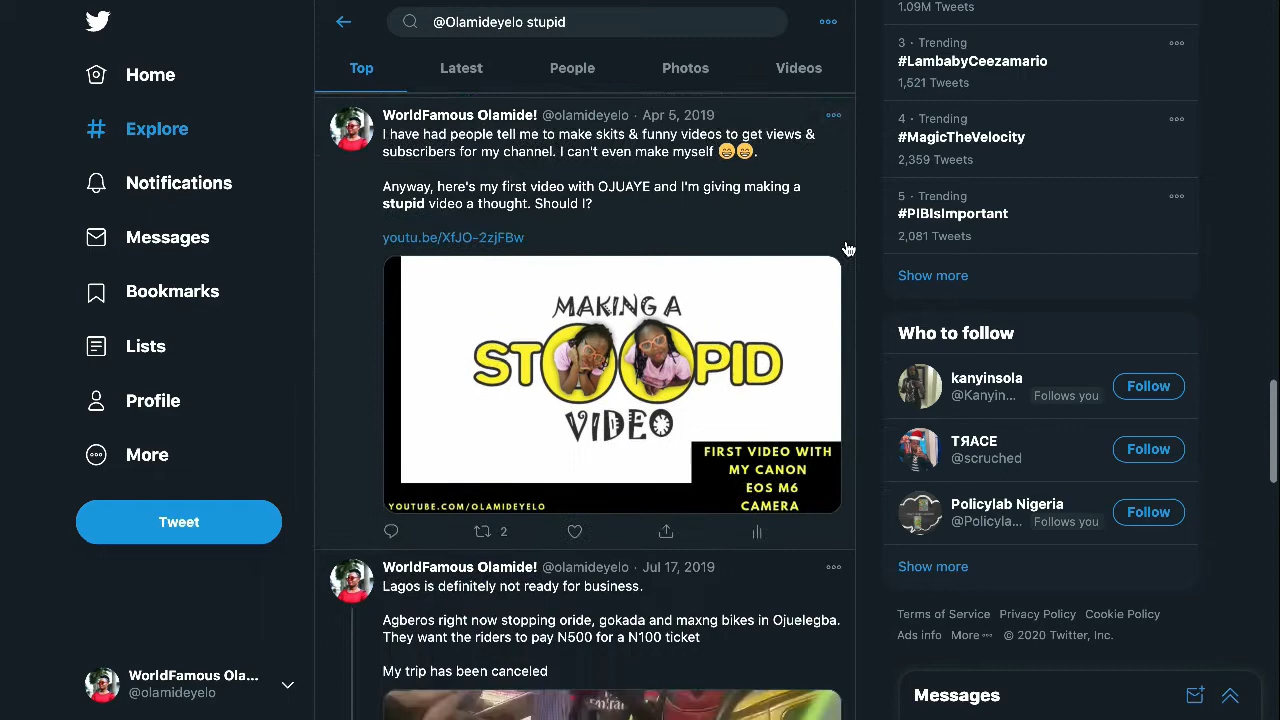 Home
Explore
Notifications
Messages
Bookmarks
Lists
Profile
More
Tweet
WorldFamous Ola...
@olamideyelo
@Olamideyelo stupid
Top
Latest
People
Photos
Videos
WorldFamous Olamide! @olamideyelo · Apr 5, 2019
I have had people tell me to make skits & funny videos to get views &
subscribers for my channel. I can't even make myself 😁😁.
Anyway, here's my first video with OJUAYE and I'm giving making a
stupid video a thought. Should I?
youtu.be/XfJO-2zjFBw
MAKING A
STOOPID
VIDEO
FIRST VIDEO WITH
MY CANON
EOS M6
CAMERA
YOUTUBE.COM/OLAMIDEYELO
2
WorldFamous Olamide! @olamideyelo · Jul 17, 2019
Lagos is definitely not ready for business.
Agberos right now stopping oride, gokada and maxng bikes in Ojuelegba.
They want the riders to pay N500 for a N100 ticket
My trip has been canceled
1.09M Tweets
3 · Trending
#LambabyCeezamario
1,521 Tweets
4 · Trending
#MagicTheVelocity
2,359 Tweets
5 · Trending
#PIBIsImportant
2,081 Tweets
Show more
Who to follow
kanyinsola
@Kanyin... Follows you
Follow
TЯACE
@scruched
Follow
Policylab Nigeria
@Policyla... Follows you
Follow
Show more
Terms of Service Privacy Policy Cookie Policy
Ads info More ··· © 2020 Twitter, Inc.
Messages